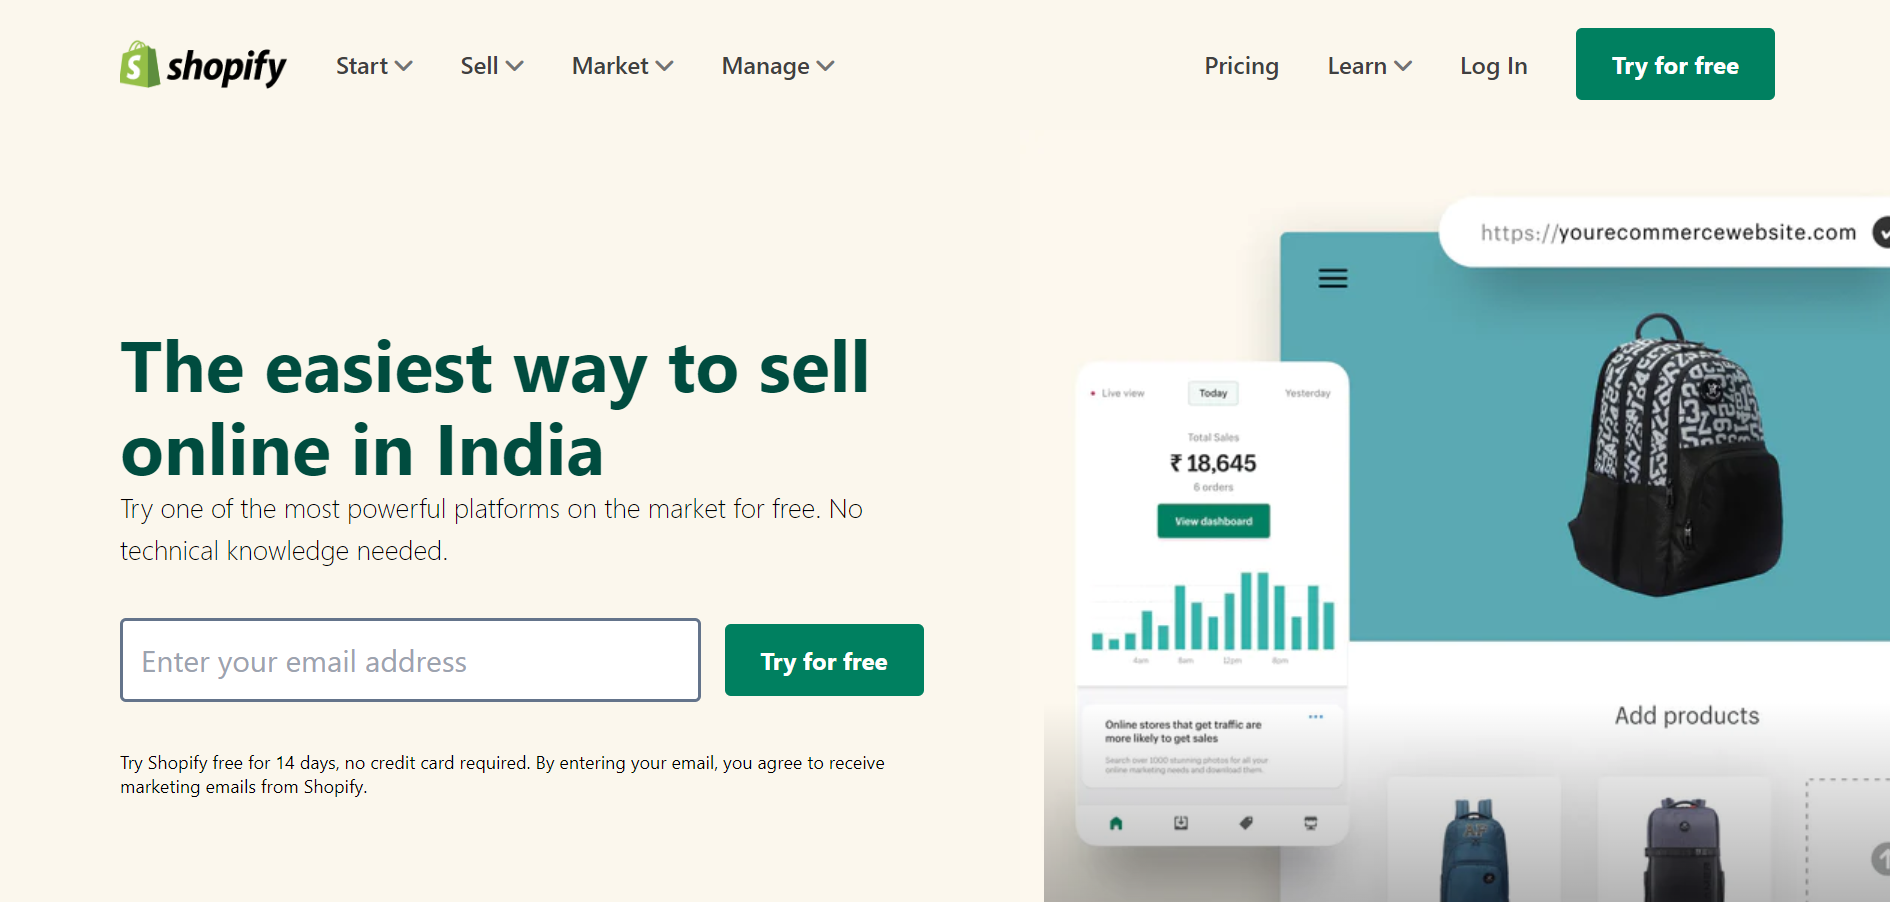 shopify
Start
Sell
Market
Manage
Pricing
Learn
Log In
Try for free
The easiest way to sell
online in India
Try one of the most powerful platforms on the market for free. No
technical knowledge needed.
Enter your email address
Try for free
Try Shopify free for 14 days, no credit card required. By entering your email, you agree to receive
marketing emails from Shopify.
https://yourecommercewebsite.com
Live view
Today
Yesterday
Total Sales
₹ 18,645
6 orders
View dashboard
4am
8am
12pm
8pm
Online stores that get traffic are
more likely to get sales
Search over 1000 stunning photos for all your
online marketing needs and download them.
Add products
AP
1